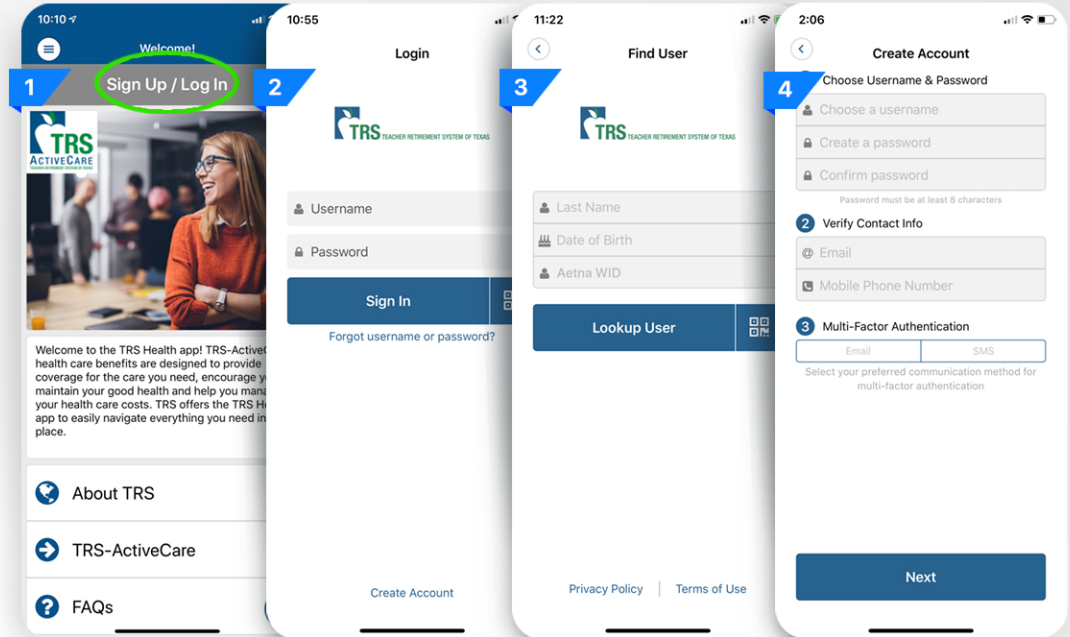 10:10
Welcome!
1
Sign Up / Log In
TRS
ACTIVECARE
TEACHER RETIREMENT SYSTEM OF TEXAS
Welcome to the TRS Health app! TRS-Active
health care benefits are designed to provide
coverage for the care you need, encourage
maintain your good health and help you
your health care costs. TRS offers the TRS
app to easily navigate everything you need in
place.
About TRS
TRS-ActiveCare
FAQs
10:55
Login
2
TRS TEACHER RETIREMENT SYSTEM OF TEXAS
Username
Password
Sign In
Forgot username or password?
Create Account
11:22
Find User
3
TRS TEACHER RETIREMENT SYSTEM OF TEXAS
Last Name
Date of Birth
Aetna WID
Lookup User
Privacy Policy | Terms of Use
2:06
Create Account
4
Choose Username & Password
Choose a username
Create a password
Confirm password
Password must be at least 8 characters
2 Verify Contact Info
@ Email
Mobile Phone Number
3 Multi-Factor Authentication
Email SMS
Select your preferred communication method for
multi-factor authentication
Next